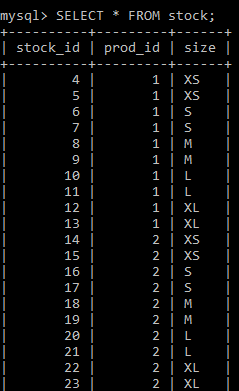 mysql> SELECT * FROM stock;
+----------+---------+------+
| stock_id | prod_id | size |
+----------+---------+------+
|        4 |       1 | XS   |
|        5 |       1 | XS   |
|        6 |       1 | S    |
|        7 |       1 | S    |
|        8 |       1 | M    |
|        9 |       1 | M    |
|       10 |       1 | L    |
|       11 |       1 | L    |
|       12 |       1 | XL   |
|       13 |       1 | XL   |
|       14 |       2 | XS   |
|       15 |       2 | XS   |
|       16 |       2 | S    |
|       17 |       2 | S    |
|       18 |       2 | M    |
|       19 |       2 | M    |
|       20 |       2 | L    |
|       21 |       2 | L    |
|       22 |       2 | XL   |
|       23 |       2 | XL   |